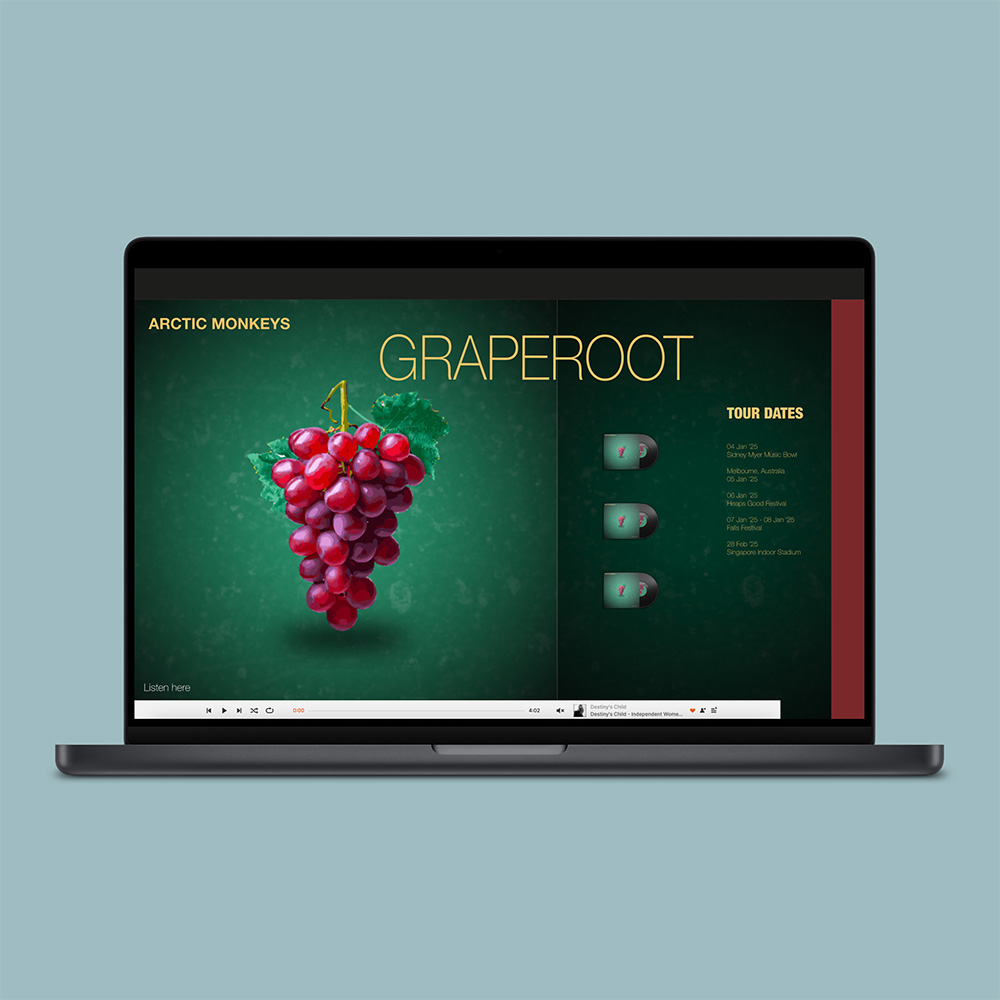 ARCTIC MONKEYS
GRAPEROOT
TOUR DATES
04 Jan '25
Sidney Myer Music Bowl
Melbourne, Australia
05 Jan '25
06 Jan '25
Heaps Good Festival
07 Jan '25 - 08 Jan '25
Falls Festival
28 Feb '25
Singapore Indoor Stadium
Listen here
0:00
4:02
Destiny's Child
Destiny's Child - Independent Wome...